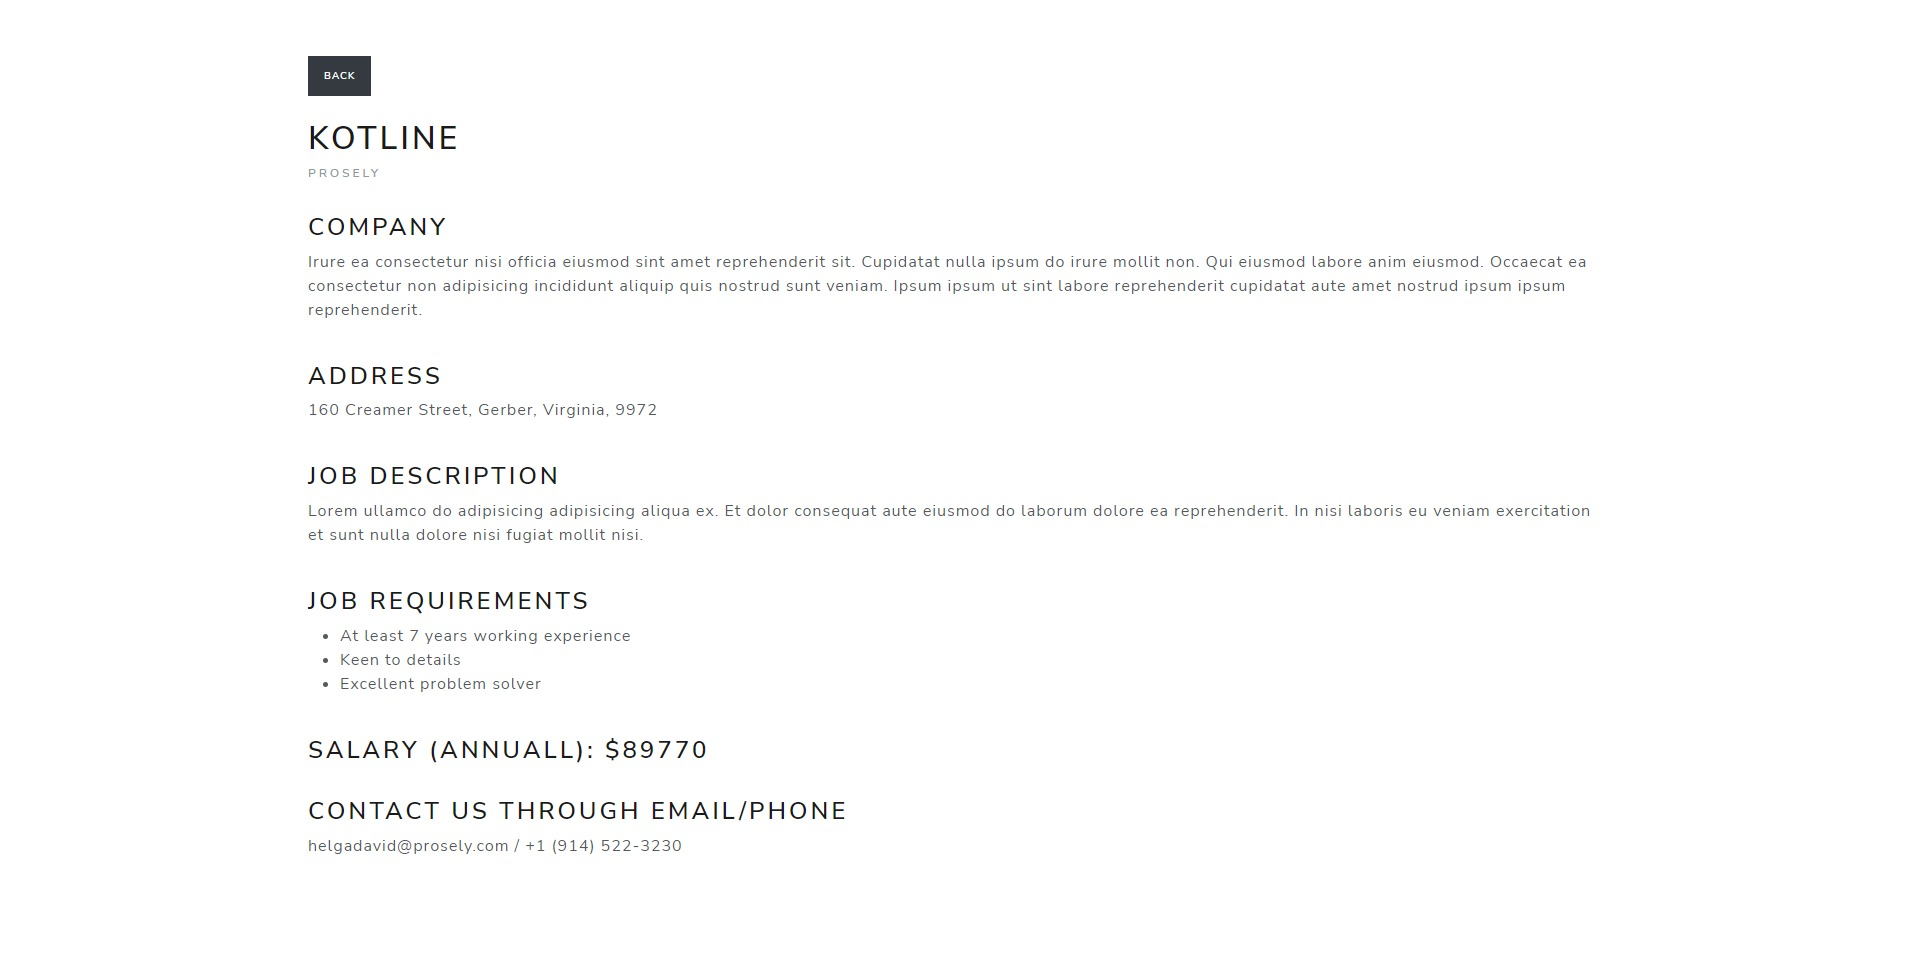 BACK
KOTLINE
PROSELY
COMPANY
Irure ea consectetur nisi officia eiusmod sint amet reprehenderit sit. Cupidatat nulla ipsum do irure mollit non. Qui eiusmod labore anim eiusmod. Occaecat ea
consectetur non adipisicing incididunt aliquip quis nostrud sunt veniam. Ipsum ipsum ut sint labore reprehenderit cupidatat aute amet nostrud ipsum ipsum
reprehenderit.
ADDRESS
160 Creamer Street, Gerber, Virginia, 9972
JOB DESCRIPTION
Lorem ullamco do adipisicing adipisicing aliqua ex. Et dolor consequat aute eiusmod do laborum dolore ea reprehenderit. In nisi laboris eu veniam exercitation
et sunt nulla dolore nisi fugiat mollit nisi.
JOB REQUIREMENTS
• At least 7 years working experience
• Keen to details
• Excellent problem solver
SALARY (ANNUALL): $89770
CONTACT US THROUGH EMAIL/PHONE
helgadavid@prosely.com / +1 (914) 522-3230